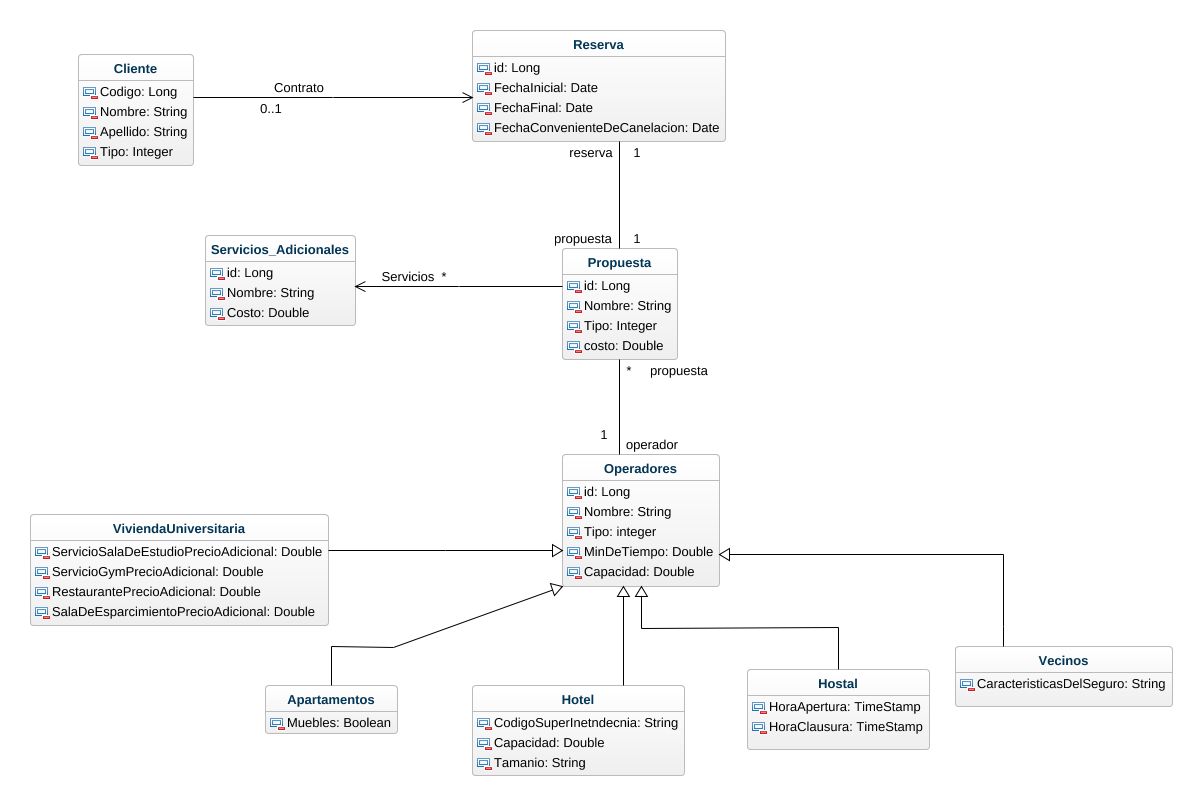 Reserva
id: Long
FechaInicial: Date
FechaFinal: Date
FechaConvenienteDeCanelacion: Date
Cliente
Codigo: Long
Nombre: String
Apellido: String
Tipo: Integer
Contrato
0..1
reserva 1
propuesta 1
Servicios_Adicionales
id: Long
Nombre: String
Costo: Double
Servicios *
Propuesta
id: Long
Nombre: String
Tipo: Integer
costo: Double
* propuesta
1
operador
Operadores
id: Long
Nombre: String
Tipo: integer
MinDeTiempo: Double
Capacidad: Double
ViviendaUniversitaria
ServicioSalaDeEstudioPrecioAdicional: Double
ServicioGymPrecioAdicional: Double
RestaurantePrecioAdicional: Double
SalaDeEsparcimientoPrecioAdicional: Double
Apartamentos
Muebles: Boolean
Hotel
CodigoSuperInetndecnia: String
Capacidad: Double
Tamanio: String
Hostal
HoraApertura: TimeStamp
HoraClausura: TimeStamp
Vecinos
CaracteristicasDelSeguro: String